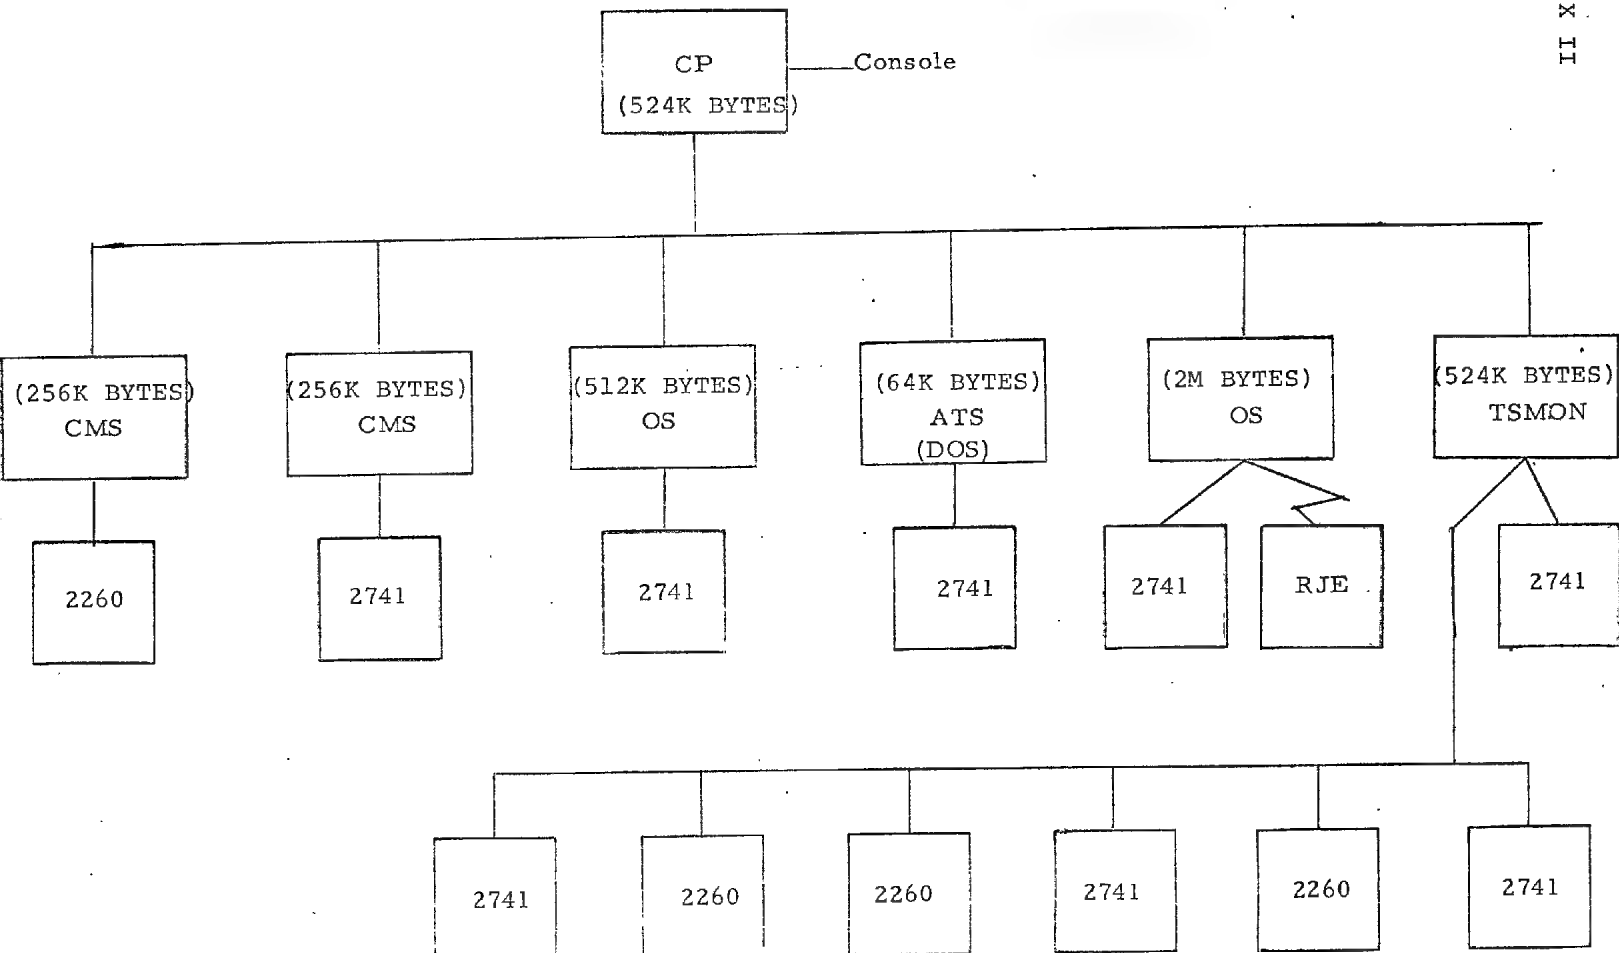 X
II
CP
(524K BYTES)
Console
(256K BYTES)
CMS
(256K BYTES)
CMS
(512K BYTES)
OS
(64K BYTES)
ATS
(DOS)
(2M BYTES)
OS
(524K BYTES)
TSMON
2260
2741
2741
2741
2741
RJE
2741
2741
2260
2260
2741
2260
2741